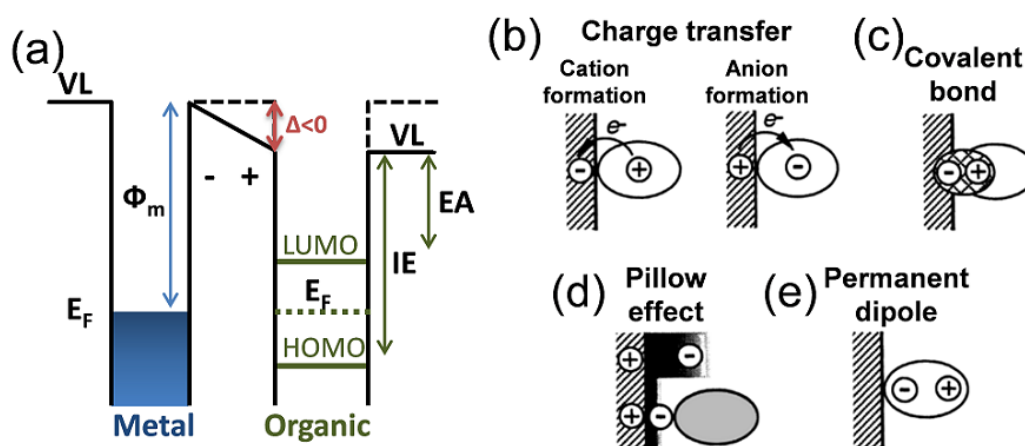 (a)
VL
Δ<0
VL
- +
Φm
EA
LUMO
IE
EF
EF
HOMO
Metal
Organic
(b)
Charge transfer
Cation
formation
Anion
formation
e-
e-
- +
+ -
(c)
Covalent
bond
- +
(d)
Pillow
effect
+ -
+ -
(e)
Permanent
dipole
- +